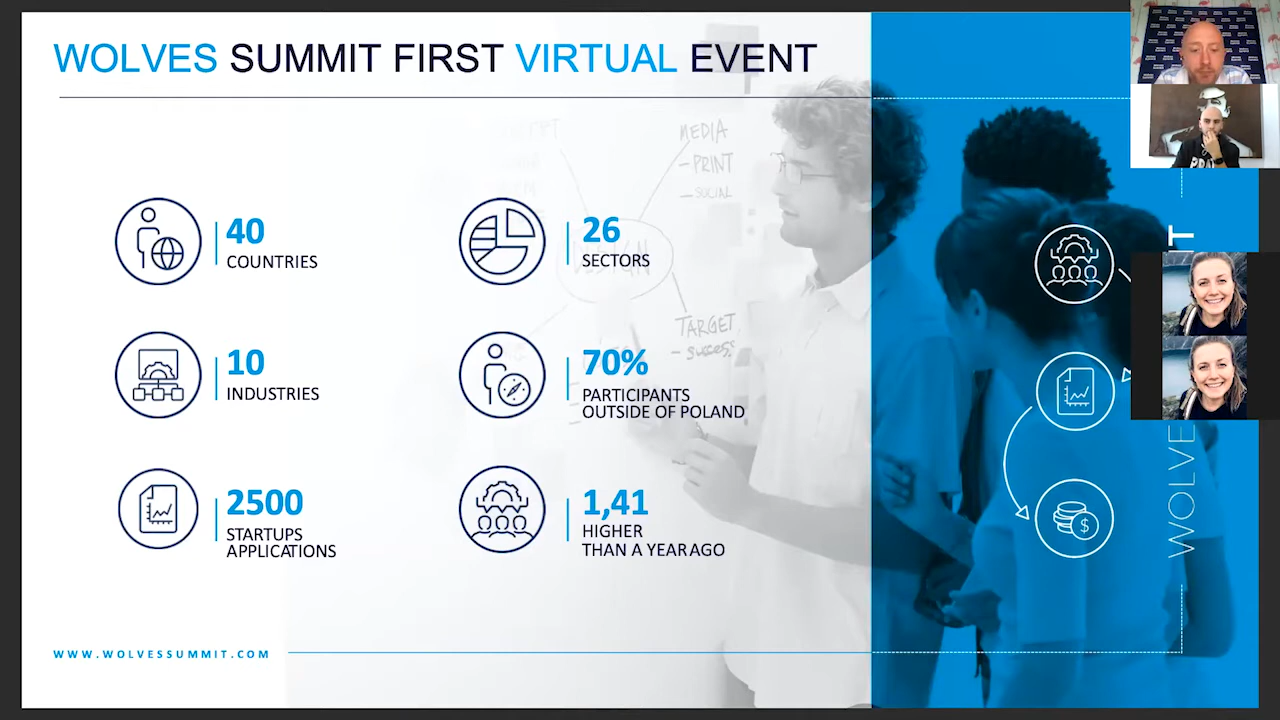 WOLVES SUMMIT FIRST VIRTUAL EVENT
40
COUNTRIES
26
SECTORS
10
INDUSTRIES
70%
PARTICIPANTS
OUTSIDE OF POLAND
2500
STARTUPS
APPLICATIONS
1,41
HIGHER
THAN A YEAR AGO
MEDIA
- PRINT
- SOCIAL
TARGET
- success
$
WWW.WOLVESSUMMIT.COM